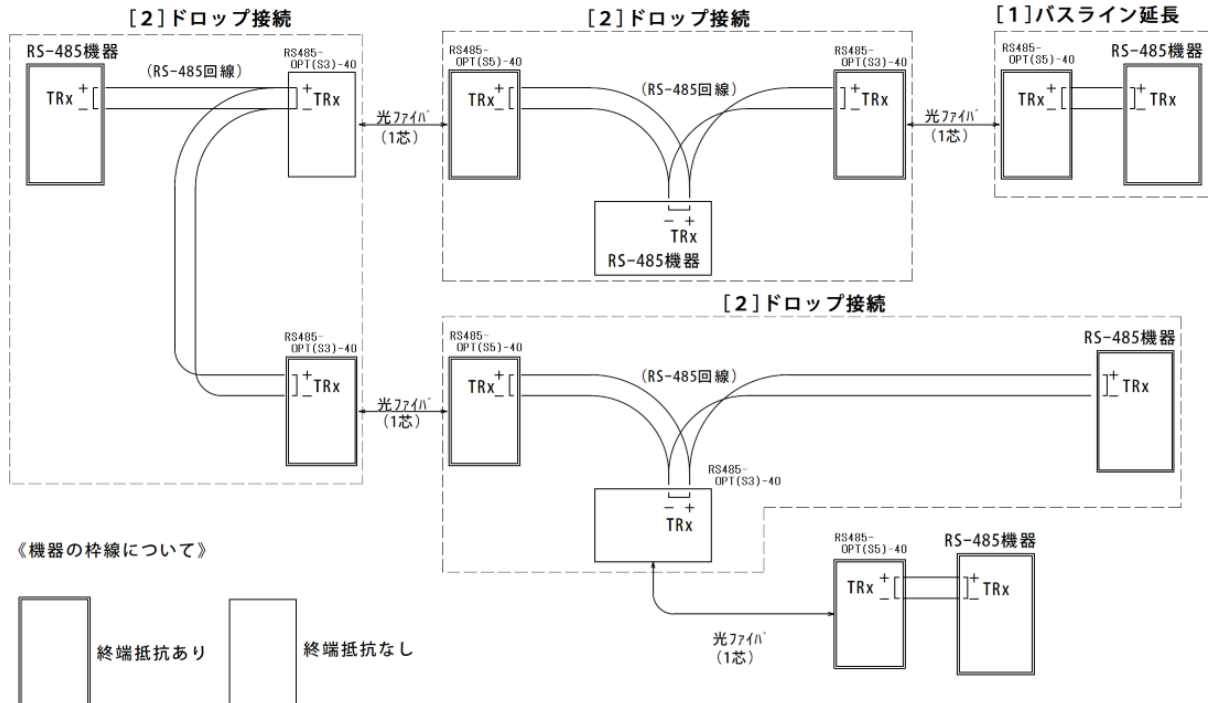 [2]ドロップ接続
RS-485機器
(RS-485回線)
RS485-
OPT(S3)-40
+
TRx
−
+
TRx
−
RS485-
OPT(S3)-40
+
TRx
−
光ファイバ
(1芯)
光ファイバ
(1芯)
[2]ドロップ接続
RS485-
OPT(S5)-40
TRx
+
−
(RS-485回線)
RS485-
OPT(S3)-40
+
TRx
−
− +
TRx
RS-485機器
光ファイバ
(1芯)
[1]バスライン延長
RS485-
OPT(S5)-40
RS-485機器
TRx
+
−
+
TRx
−
[2]ドロップ接続
RS485-
OPT(S5)-40
TRx
+
−
(RS-485回線)
RS-485機器
+
TRx
−
RS485-
OPT(S3)-40
− +
TRx
光ファイバ
(1芯)
RS485-
OPT(S5)-40
RS-485機器
TRx
+
−
+
TRx
−
《機器の枠線について》
終端抵抗あり
終端抵抗なし